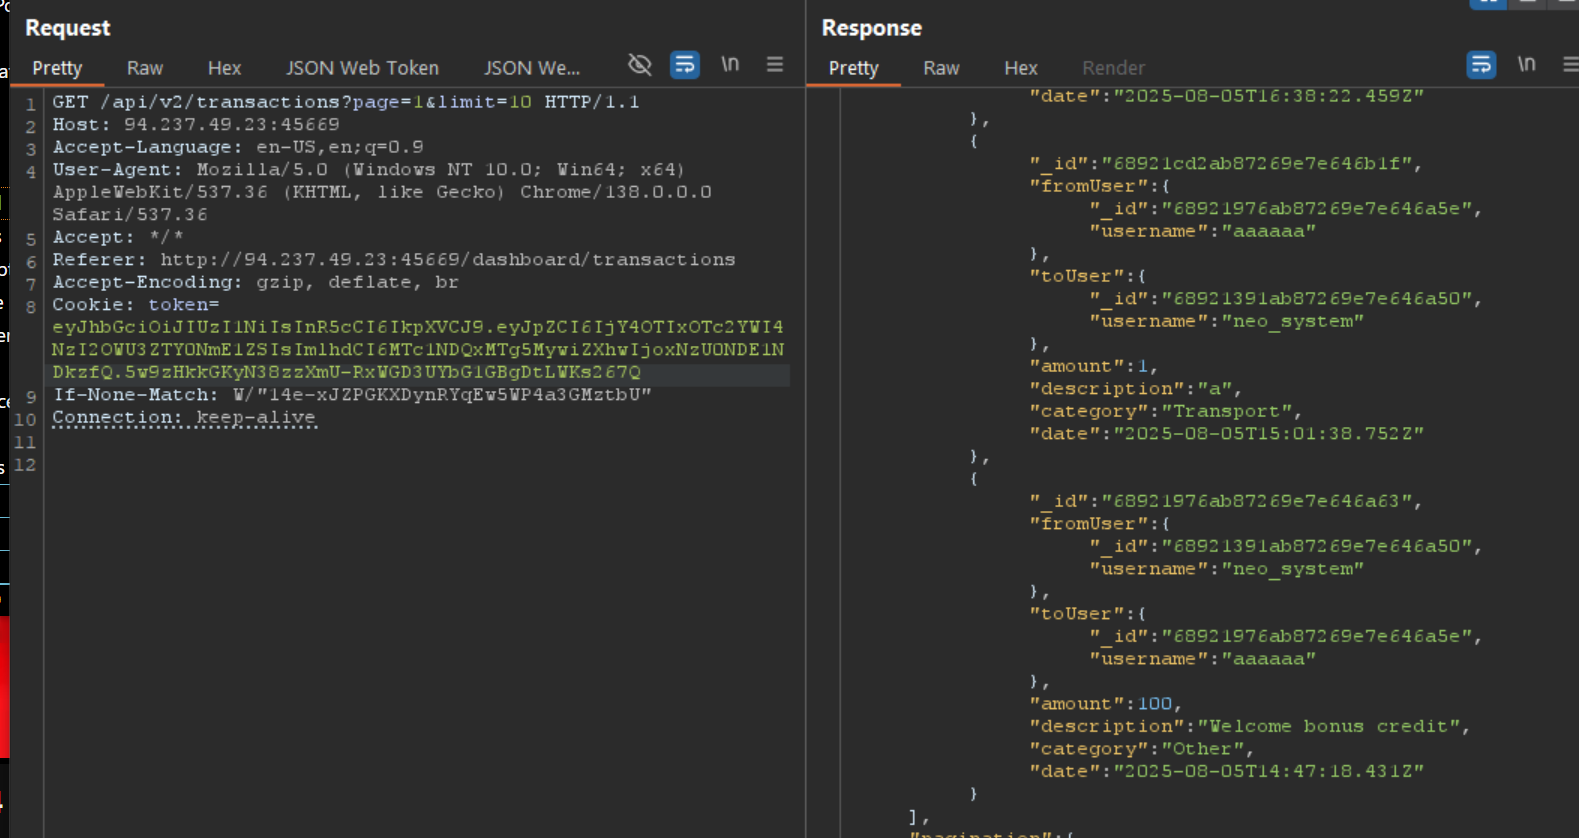 Request
Pretty Raw Hex JSON Web Token JSON We... \n
1 GET /api/v2/transactions?page=1&limit=10 HTTP/1.1
2 Host: 94.237.49.23:45669
3 Accept-Language: en-US,en;q=0.9
4 User-Agent: Mozilla/5.0 (Windows NT 10.0; Win64; x64)
AppleWebKit/537.36 (KHTML, like Gecko) Chrome/138.0.0.0
Safari/537.36
5 Accept: */*
6 Referer: http://94.237.49.23:45669/dashboard/transactions
7 Accept-Encoding: gzip, deflate, br
8 Cookie: token=
eyJhbGciOiJIUzI1NiIsInR5cCI6IkpXVCJ9.eyJpZCI6IjY4OTIxOTc2YWI4
NzI2OWU3ZTY0NmE1ZSIsImlhdCI6MTc1NDQxMTg5MywiZXhwIjoxNzU0NDE1N
DkzfQ.5w9zHkkGKyN38zzXmU-RxWGD3UYbG1GBgDtLWKs267Q
9 If-None-Match: W/"14e-xJZPGKXDynRYqEw5WP4a3GMztbU"
10 Connection: keep-alive
11
12
Response
Pretty Raw Hex Render \n
"date":"2025-08-05T16:38:22.459Z"
},
{
"_id":"68921cd2ab87269e7e646b1f",
"fromUser":{
"_id":"68921976ab87269e7e646a5e",
"username":"aaaaaa"
},
"toUser":{
"_id":"68921391ab87269e7e646a50",
"username":"neo_system"
},
"amount":1,
"description":"a",
"category":"Transport",
"date":"2025-08-05T15:01:38.752Z"
},
{
"_id":"68921976ab87269e7e646a63",
"fromUser":{
"_id":"68921391ab87269e7e646a50",
"username":"neo_system"
},
"toUser":{
"_id":"68921976ab87269e7e646a5e",
"username":"aaaaaa"
},
"amount":100,
"description":"Welcome bonus credit",
"category":"Other",
"date":"2025-08-05T14:47:18.431Z"
}
],
"pagination":{